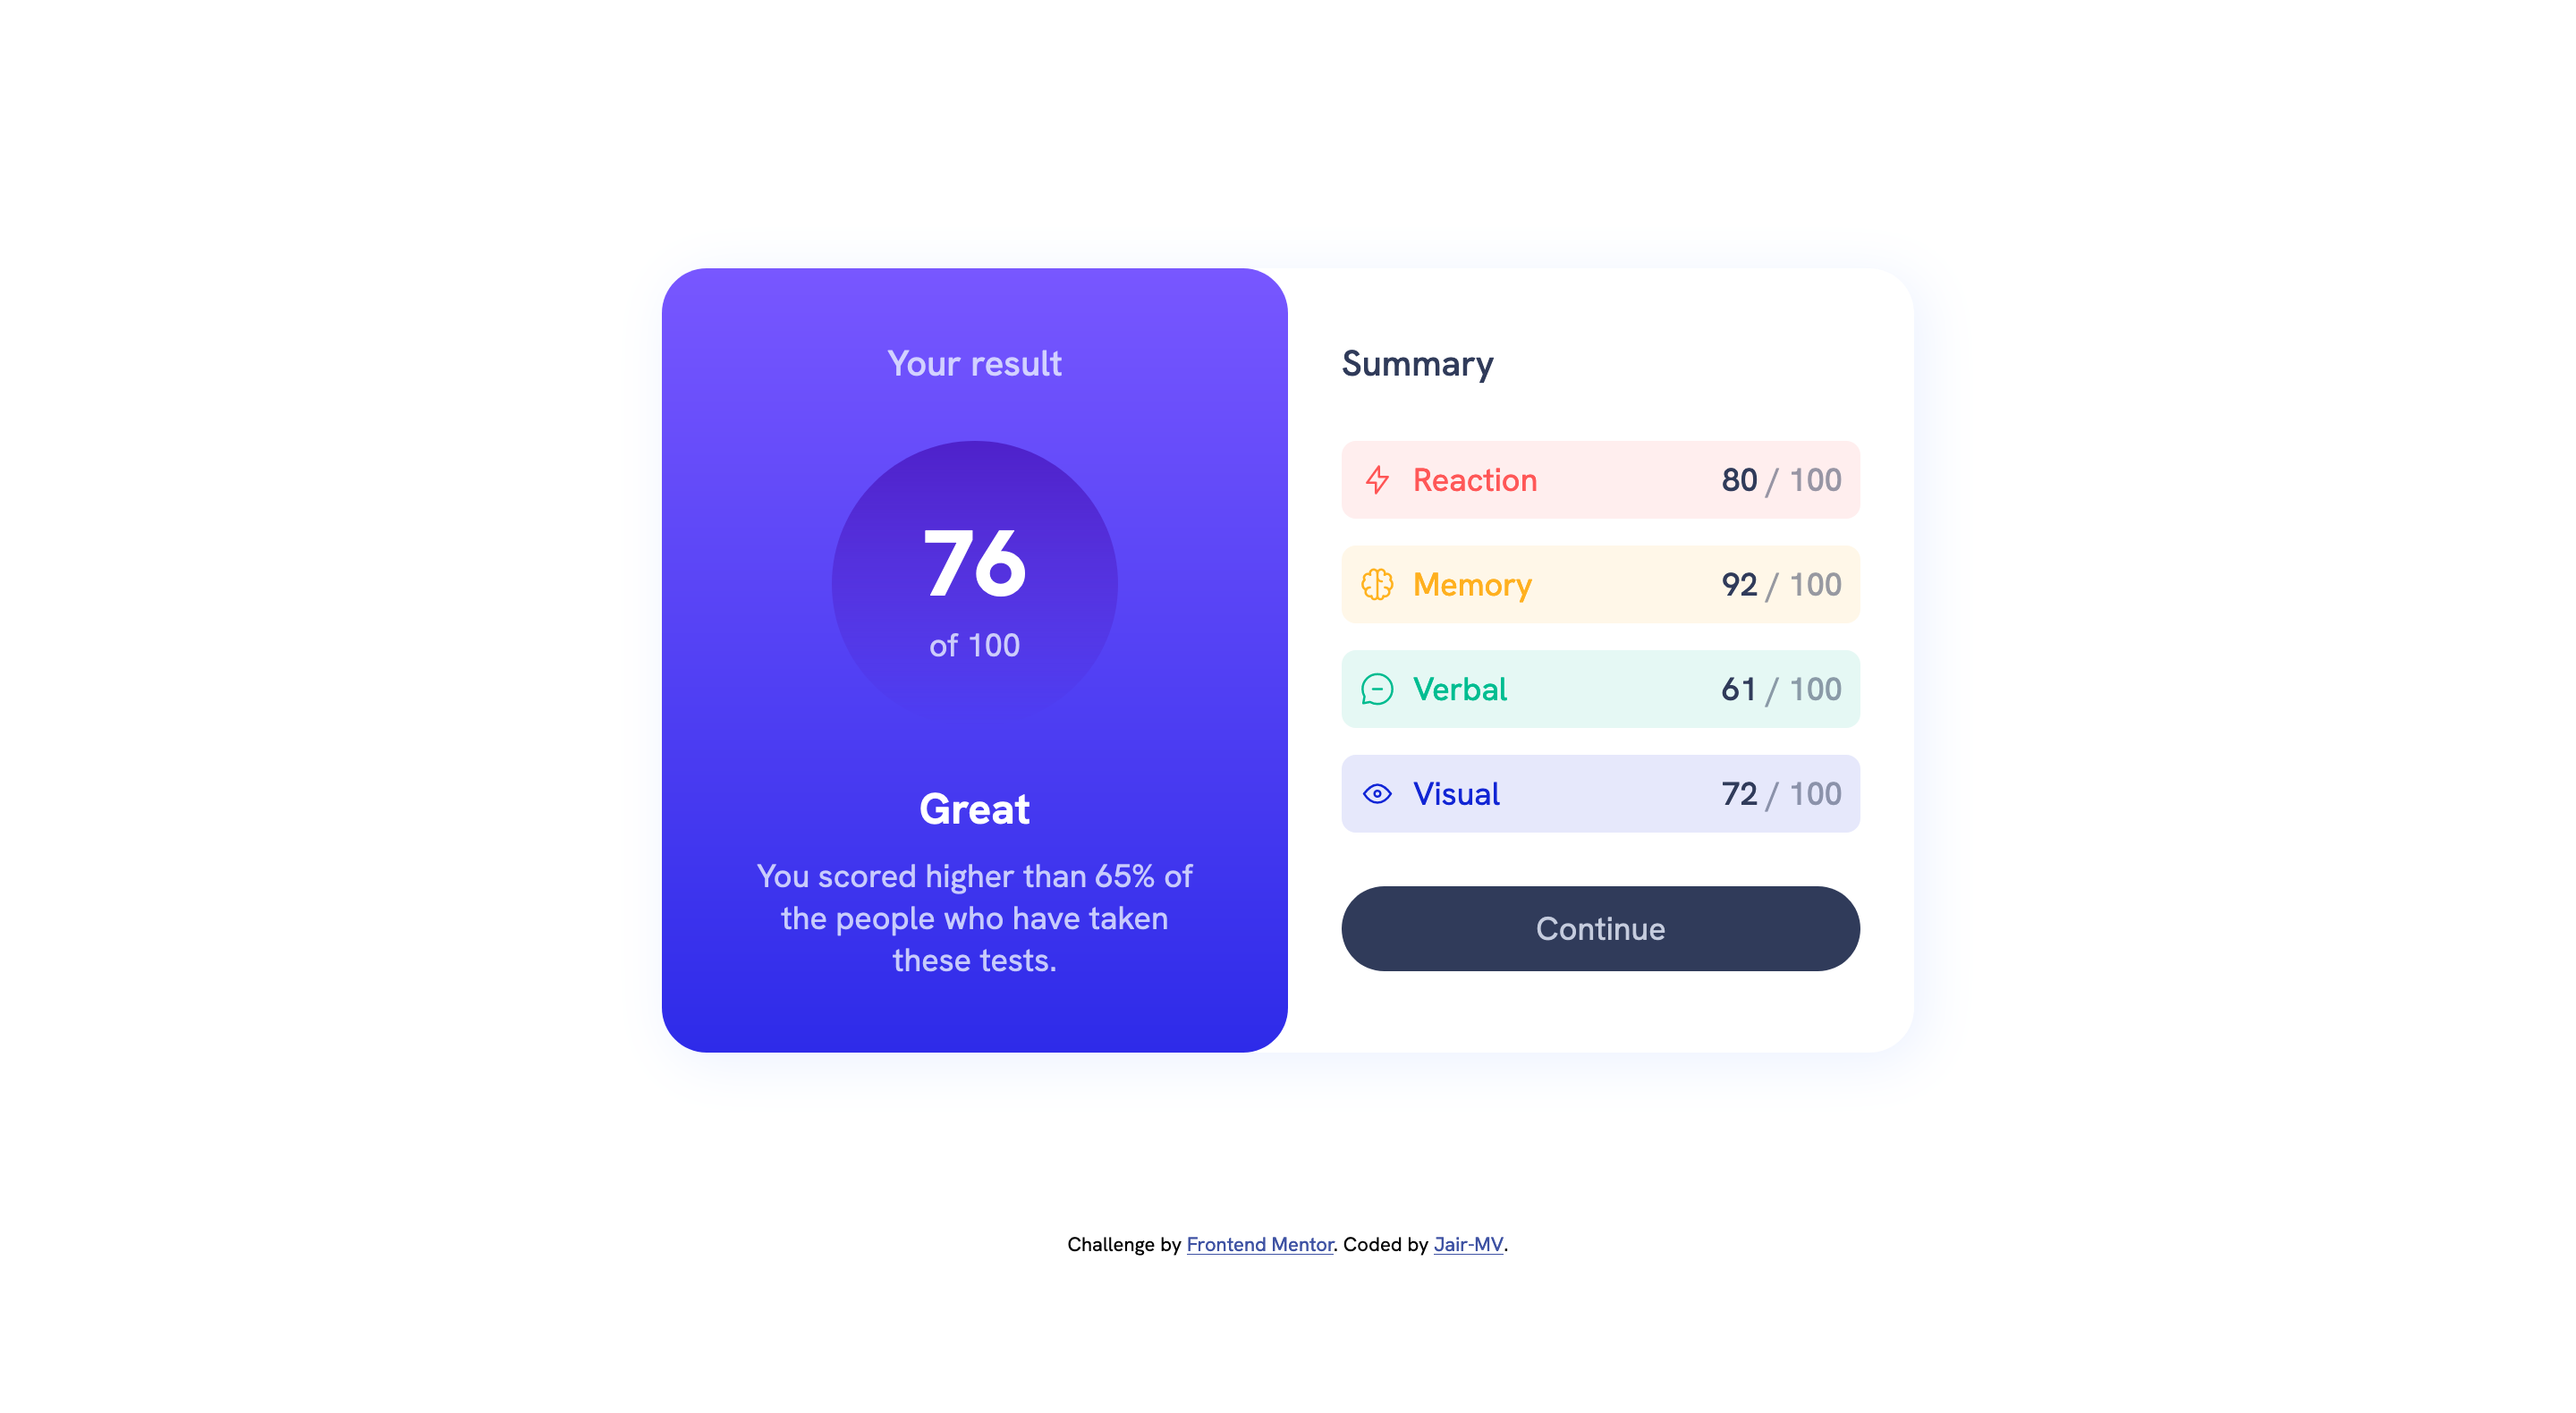 Your result
76
of 100
Great
You scored higher than 65% of
the people who have taken
these tests.
Summary
Reaction 80 / 100
Memory 92 / 100
Verbal 61 / 100
Visual 72 / 100
Continue
Challenge by Frontend Mentor. Coded by Jair-MV.